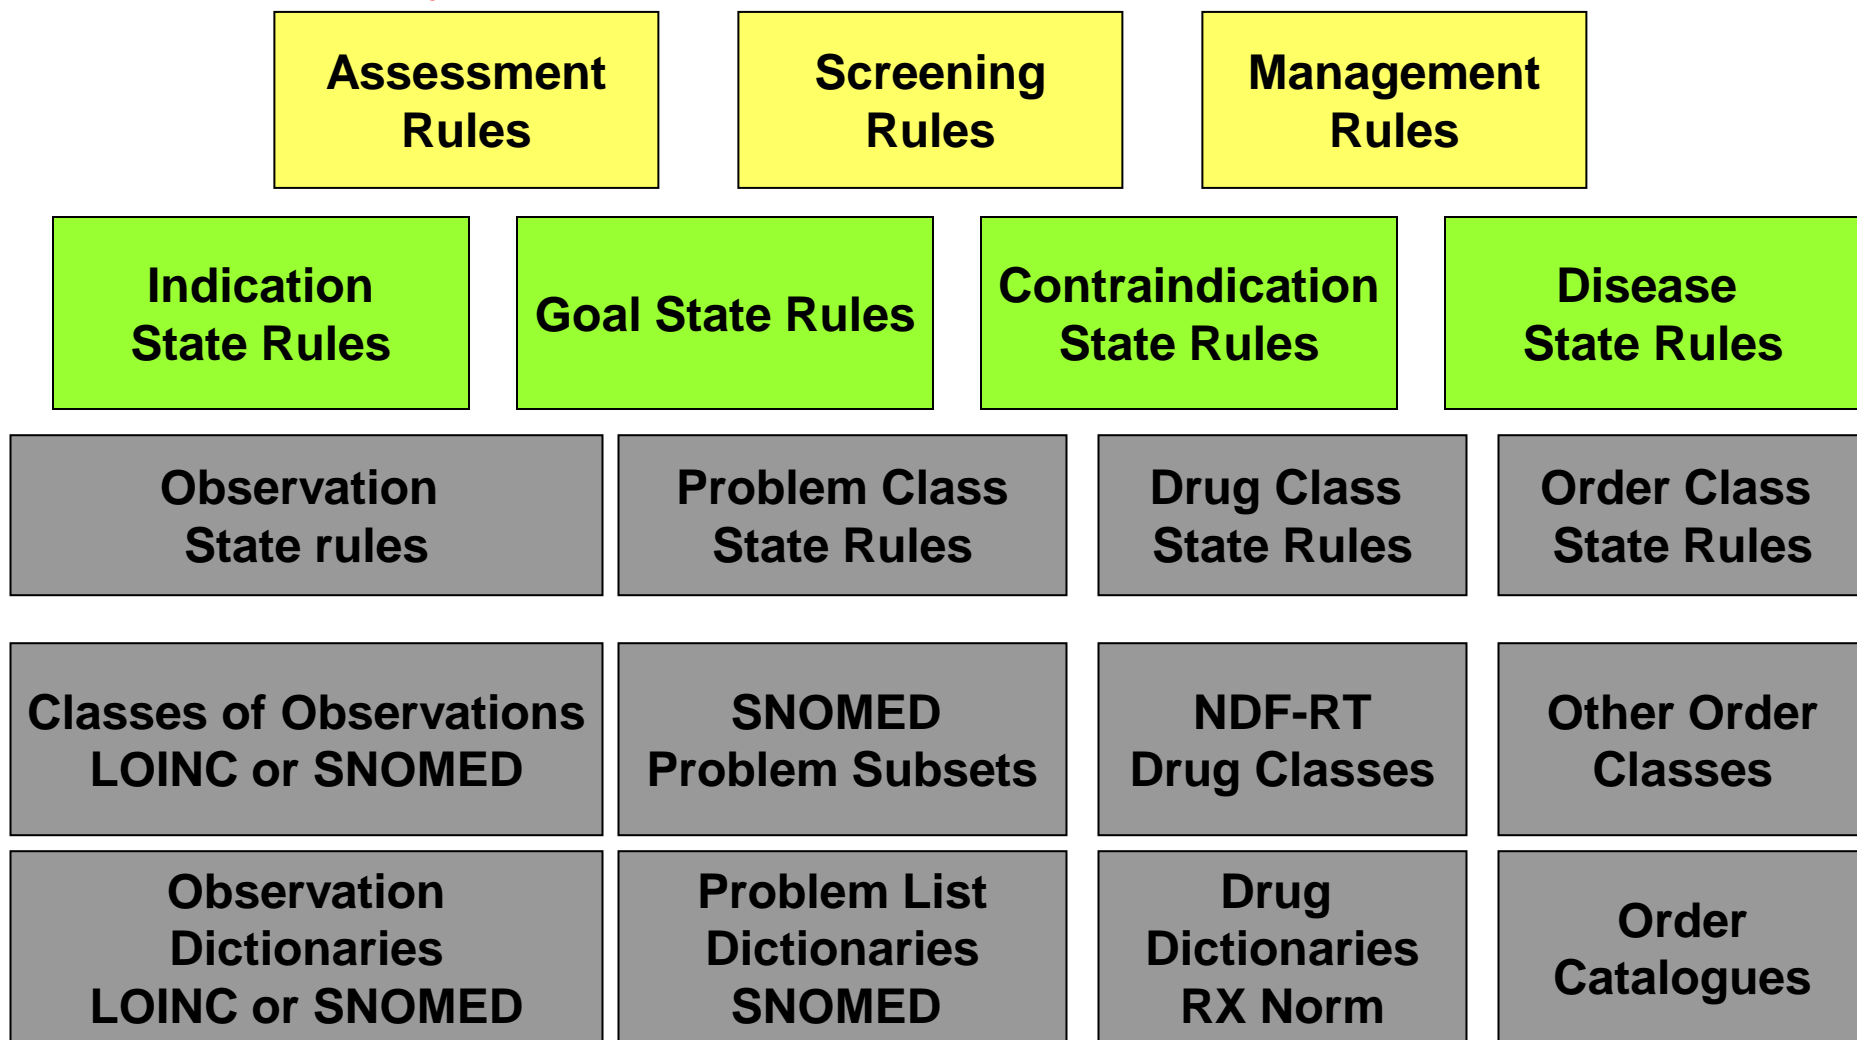 Assessment
Rules
Screening
Rules
Management
Rules
Indication
State Rules
Goal State Rules
Contraindication
State Rules
Disease
State Rules
Observation
State rules
Problem Class
State Rules
Drug Class
State Rules
Order Class
State Rules
Classes of Observations
LOINC or SNOMED
SNOMED
Problem Subsets
NDF-RT
Drug Classes
Other Order
Classes
Observation
Dictionaries
LOINC or SNOMED
Problem List
Dictionaries
SNOMED
Drug
Dictionaries
RX Norm
Order
Catalogues